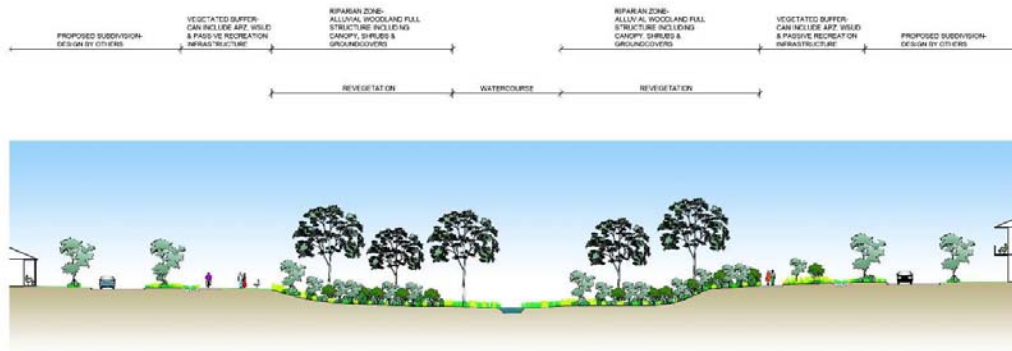 PROPOSED SUBDIVISION-
DESIGN BY OTHERS
VEGETATED BUFFER-
CAN INCLUDE APZ, WSUD
& PASSIVE RECREATION
INFRASTRUCTURE
RIPARIAN ZONE-
ALLUVIAL WOODLAND FULL
STRUCTURE INCLUDING
CANOPY, SHRUBS &
GROUNDCOVERS
RIPARIAN ZONE-
ALLUVIAL WOODLAND FULL
STRUCTURE INCLUDING
CANOPY, SHRUBS &
GROUNDCOVERS
VEGETATED BUFFER-
CAN INCLUDE APZ, WSUD
& PASSIVE RECREATION
INFRASTRUCTURE
PROPOSED SUBDIVISION-
DESIGN BY OTHERS
REVEGETATION
WATERCOURSE
REVEGETATION